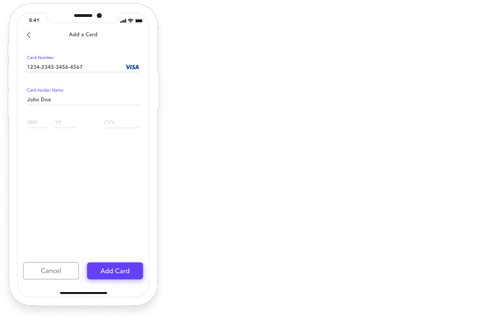 9:41
Add a Card
Card Number
1234-2345-3456-4567 VISA
Card Holder Name
John Doe
MM YY CVV
Cancel Add Card